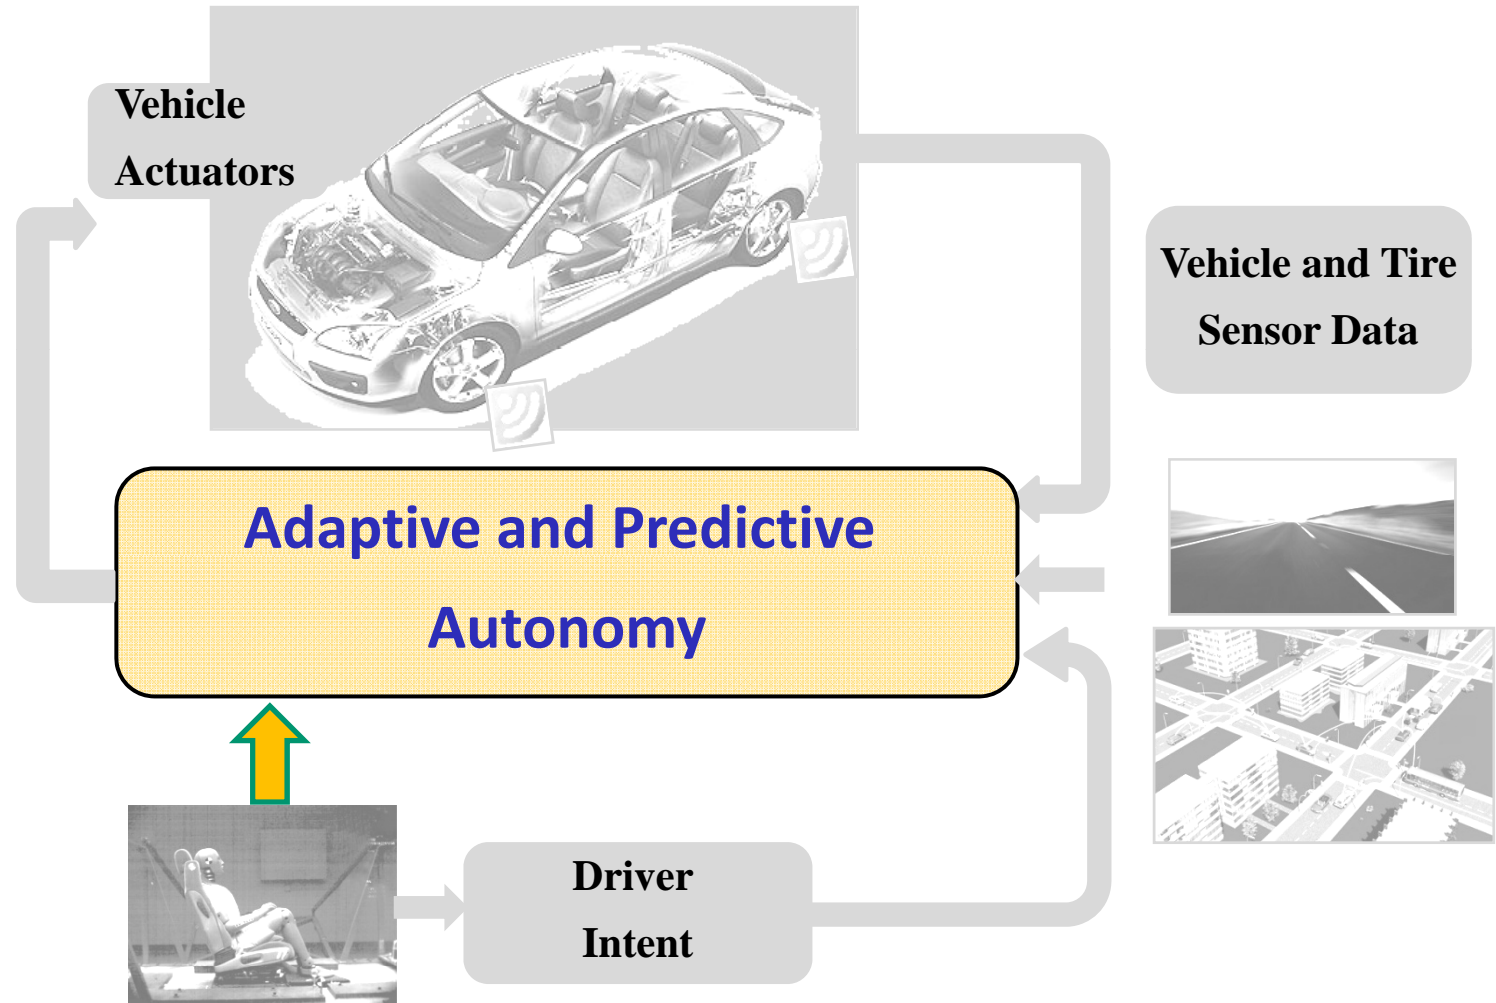 Vehicle
Actuators
Vehicle and Tire
Sensor Data
Adaptive and Predictive
Autonomy
Driver
Intent